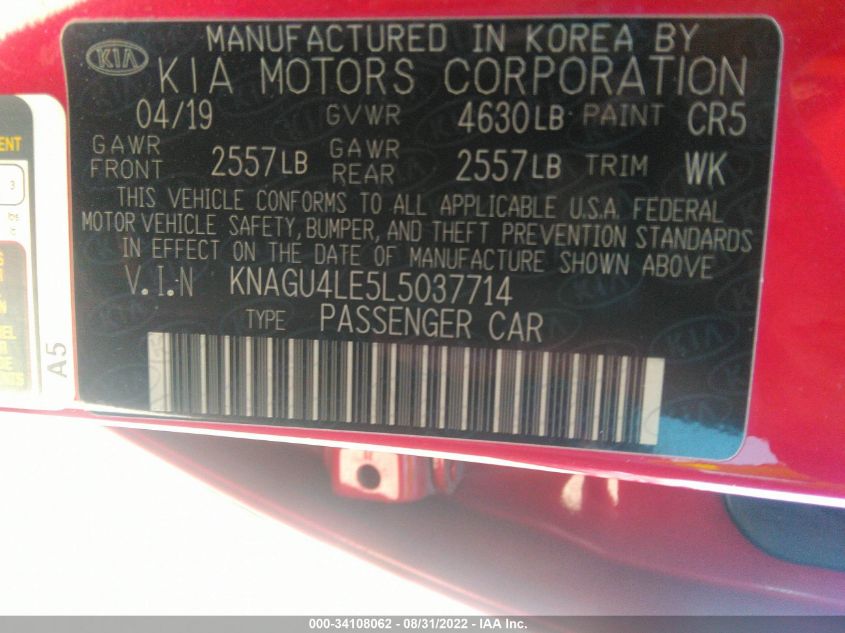 MANUFACTURED IN KOREA BY
KIA KIA MOTORS CORPORATION
04/19 GVWR 4630LB PAINT CR5
GAWR FRONT 2557LB GAWR REAR 2557LB TRIM WK
THIS VEHICLE CONFORMS TO ALL APPLICABLE U.S.A. FEDERAL
MOTOR VEHICLE SAFETY, BUMPER, AND THEFT PREVENTION STANDARDS
IN EFFECT ON THE DATE OF MANUFACTURE SHOWN ABOVE
V.I.N KNAGU4LE5L5037714
TYPE PASSENGER CAR
A5
000-34108062 - 08/31/2022 - IAA Inc.